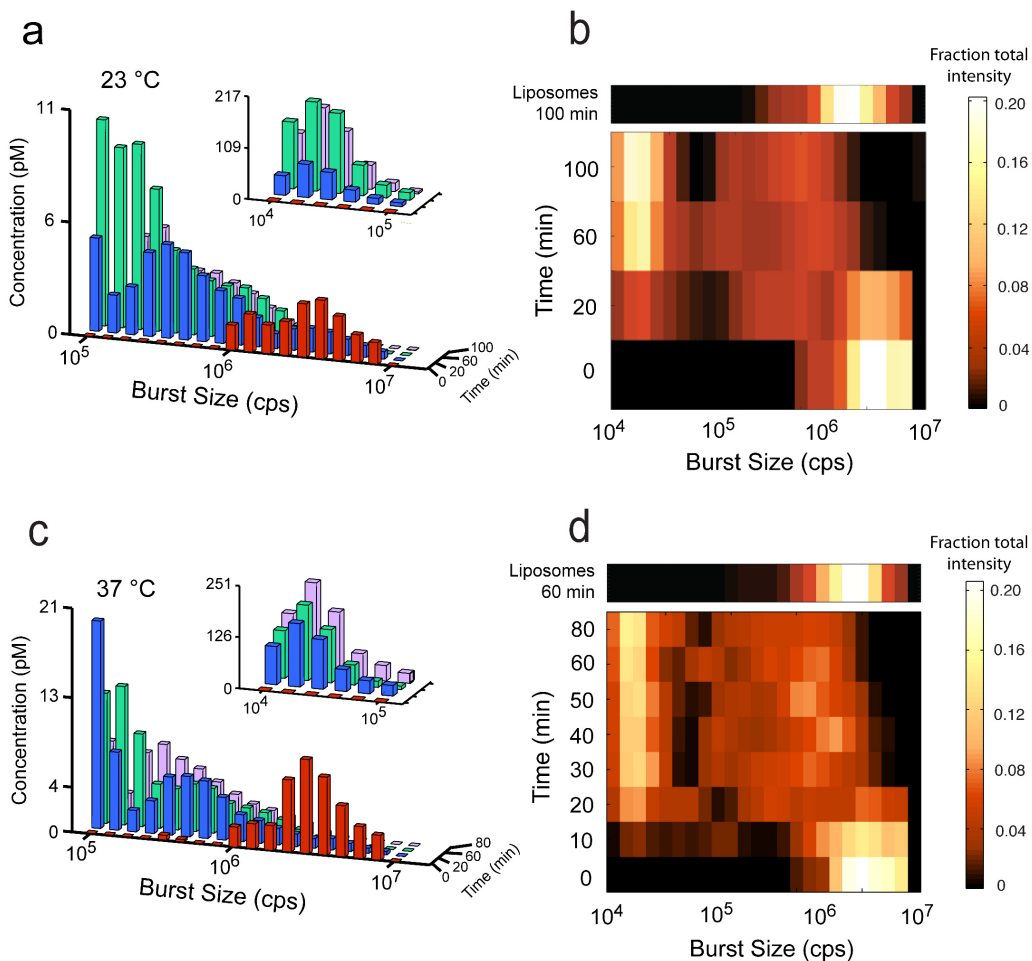 a
23 °C
11
6
0
Concentration (pM)
10^5
10^6
10^7
Burst Size (cps)
0
20
60
100
Time (min)
217
109
0
10^4
10^5
b
Fraction total
intensity
Liposomes
100 min
0.20
0.16
0.12
0.08
0.04
0
100
60
20
0
Time (min)
10^4
10^5
10^6
10^7
Burst Size (cps)
c
37 °C
21
13
4
0
Concentration (pM)
10^5
10^6
10^7
Burst Size (cps)
0
20
60
80
Time (min)
251
126
0
10^4
10^5
d
Fraction total
intensity
Liposomes
60 min
0.20
0.16
0.12
0.08
0.04
0
80
60
50
40
30
20
10
0
Time (min)
10^4
10^5
10^6
10^7
Burst Size (cps)